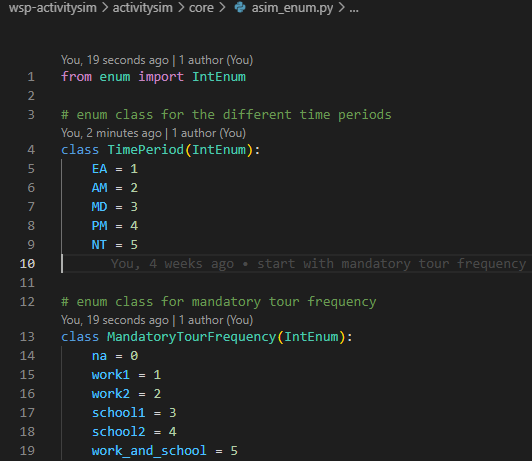 wsp-activitysim > activitysim > core > asim_enum.py > ...
You, 19 seconds ago | 1 author (You)
1 from enum import IntEnum
2
3 # enum class for the different time periods
You, 2 minutes ago | 1 author (You)
4 class TimePeriod(IntEnum):
5 EA = 1
6 AM = 2
7 MD = 3
8 PM = 4
9 NT = 5
10 You, 4 weeks ago • start with mandatory tour frequency
11
12 # enum class for mandatory tour frequency
You, 19 seconds ago | 1 author (You)
13 class MandatoryTourFrequency(IntEnum):
14 na = 0
15 work1 = 1
16 work2 = 2
17 school1 = 3
18 school2 = 4
19 work_and_school = 5